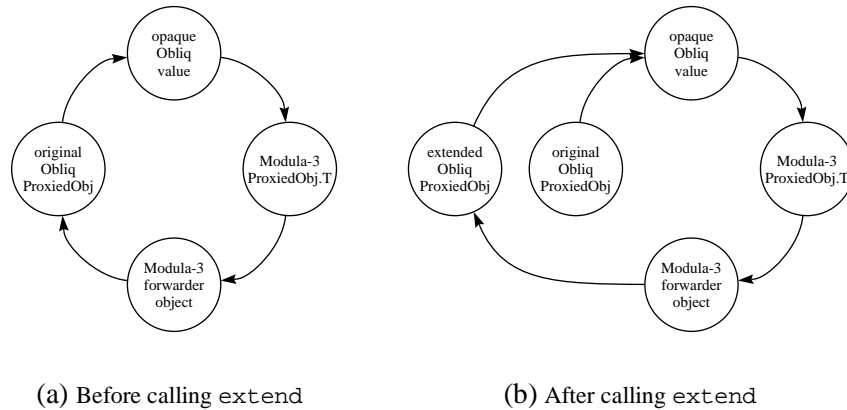 opaque
Obliq
value
original
Obliq
ProxiedObj
Modula-3
ProxiedObj.T
Modula-3
forwarder
object
(a) Before calling extend
opaque
Obliq
value
extended
Obliq
ProxiedObj
original
Obliq
ProxiedObj
Modula-3
ProxiedObj.T
Modula-3
forwarder
object
(b) After calling extend